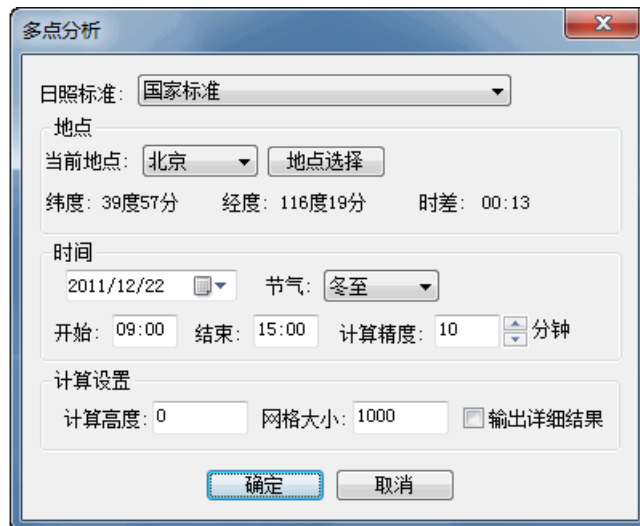 多点分析
日照标准: 国家标准
地点
当前地点: 北京 地点选择
纬度: 39度57分 经度: 116度19分 时差: 00:13
时间
2011/12/22 节气: 冬至
开始: 09:00 结束: 15:00 计算精度: 10 分钟
计算设置
计算高度: 0 网格大小: 1000 输出详细结果
确定 取消